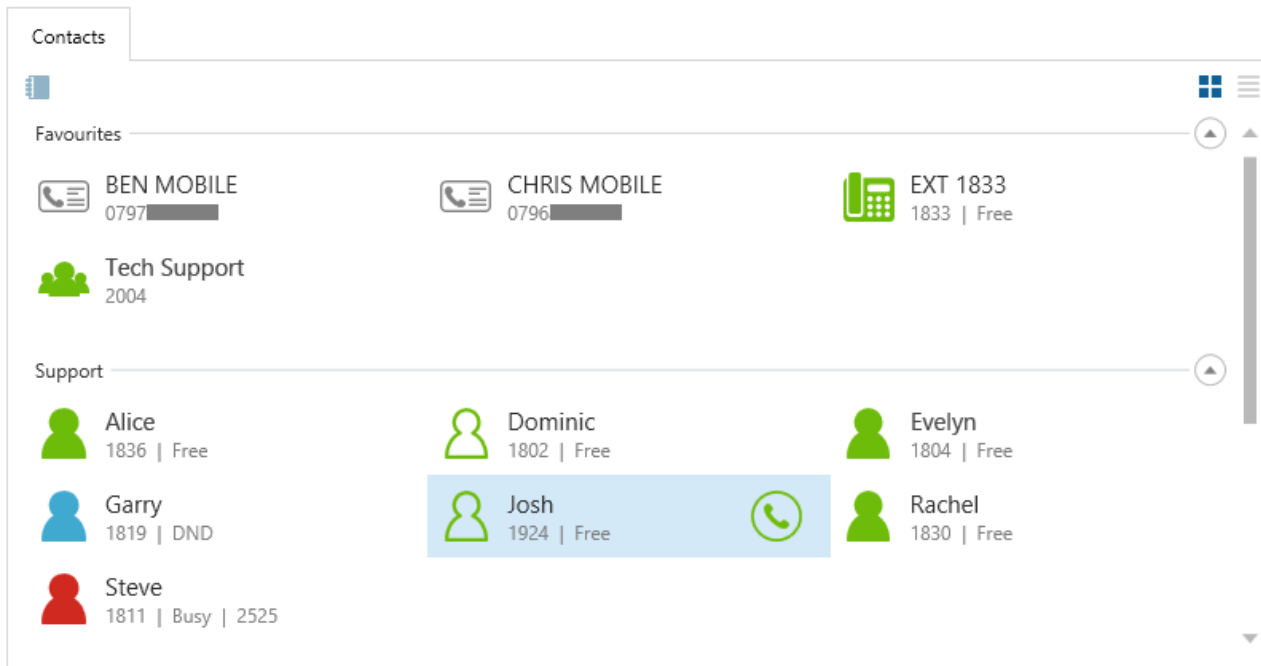 Contacts
Favourites
BEN MOBILE
0797
CHRIS MOBILE
0796
EXT 1833
1833 | Free
Tech Support
2004
Support
Alice
1836 | Free
Dominic
1802 | Free
Evelyn
1804 | Free
Garry
1819 | DND
Josh
1924 | Free
Rachel
1830 | Free
Steve
1811 | Busy | 2525